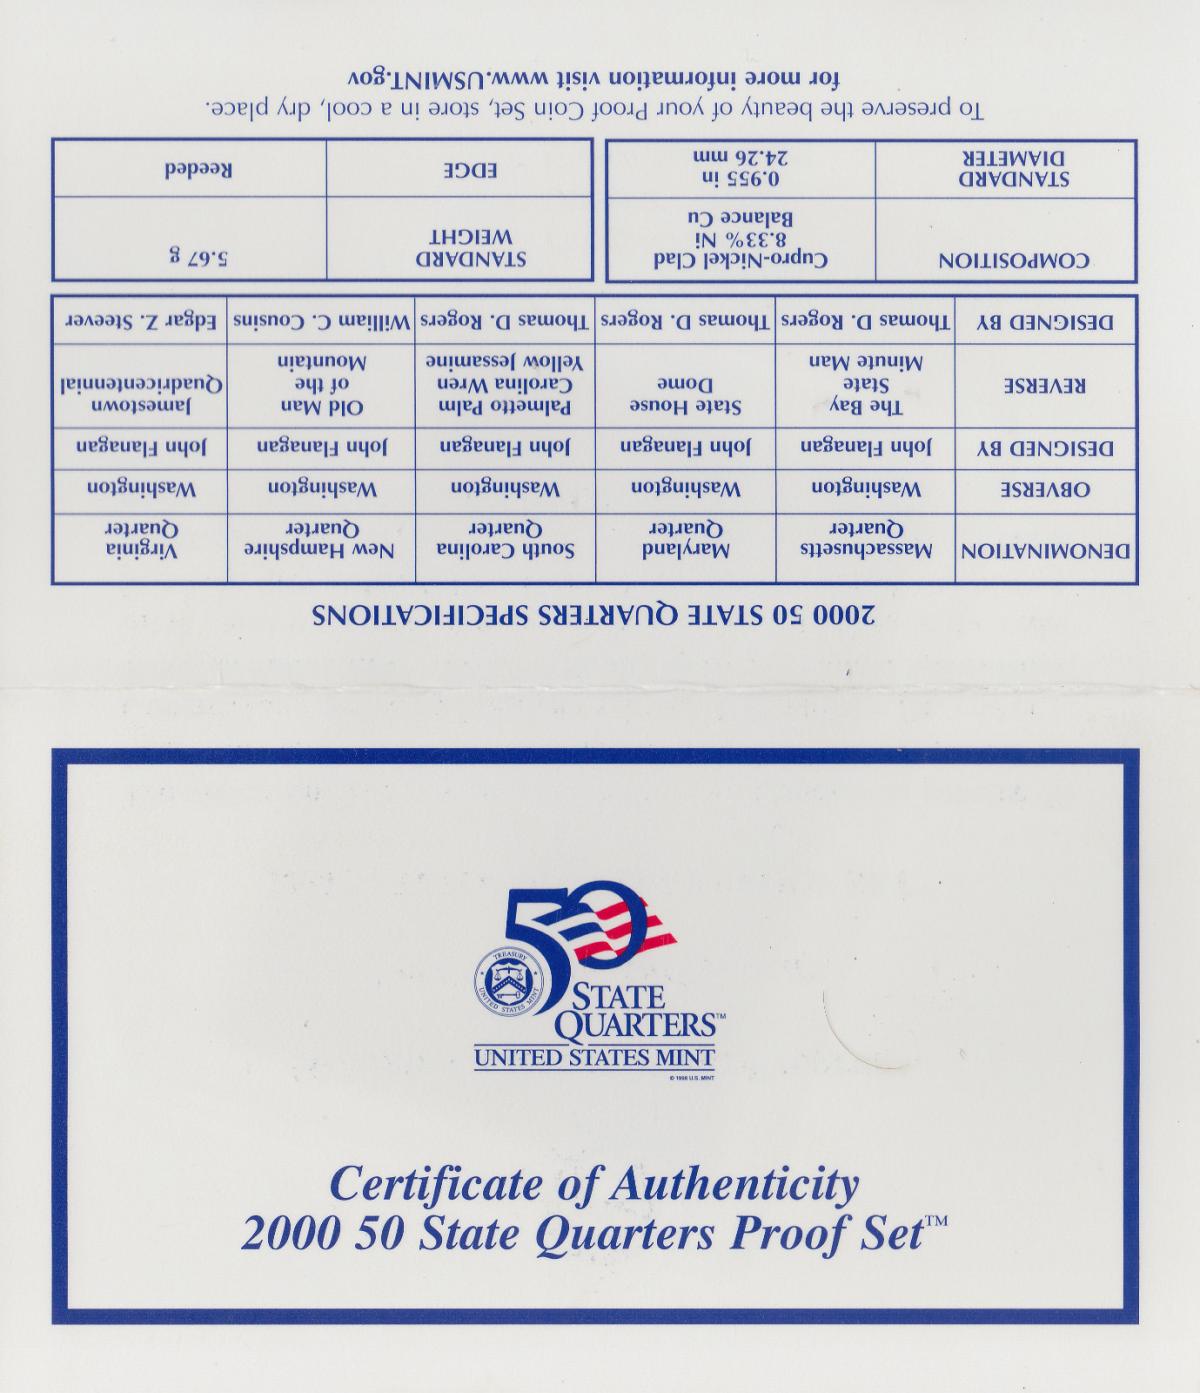 2000 50 STATE QUARTERS SPECIFICATIONS
DENOMINATION Massachusetts Quarter Maryland Quarter South Carolina Quarter New Hampshire Quarter Virginia Quarter
OBVERSE Washington Washington Washington Washington Washington
DESIGNED BY John Flanagan John Flanagan John Flanagan John Flanagan John Flanagan
REVERSE The Bay State Minute Man State House Dome Palmetto Palm Carolina Wren Yellow Jessamine Old Man of the Mountain Jamestown Quadricentennial
DESIGNED BY Thomas D. Rogers Thomas D. Rogers Thomas D. Rogers William C. Cousins Edgar Z. Steever
COMPOSITION Cupro-Nickel Clad 8.33% Ni Balance Cu STANDARD WEIGHT 5.67 g
STANDARD DIAMETER 0.955 in 24.26 mm EDGE Reeded
To preserve the beauty of your Proof Coin Set, store in a cool, dry place.
for more information visit www.USMINT.gov
50
TREASURY
UNITED STATES MINT
STATE
QUARTERS™
UNITED STATES MINT
© 1998 U.S. MINT
Certificate of Authenticity
2000 50 State Quarters Proof Set™